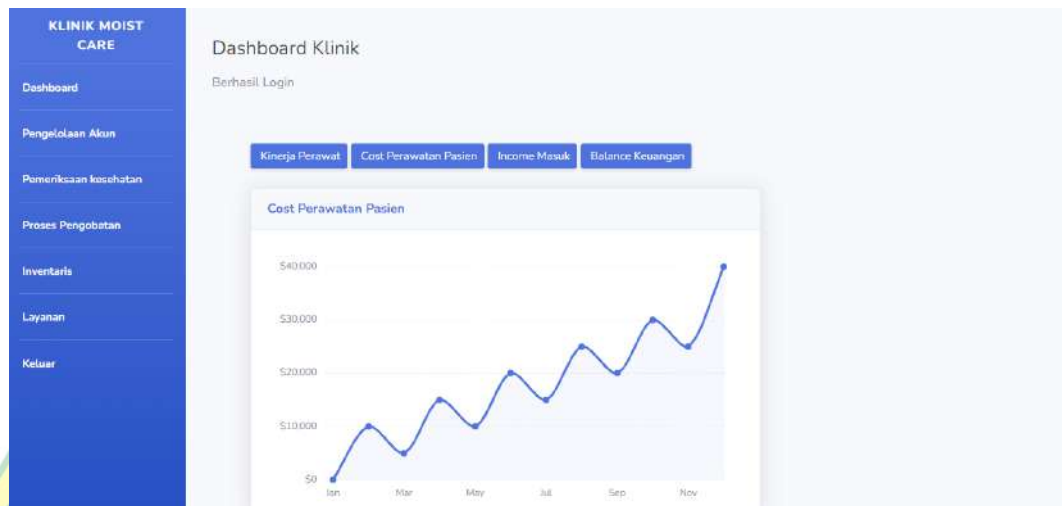 KLINIK MOIST
CARE
Dashboard
Pengelolaan Akun
Pemeriksaan kesehatan
Proses Pengobatan
Inventaris
Layanan
Keluar
Dashboard Klinik
Berhasil Login
Kinerja Perawat
Cost Perawatan Pasien
Income Masuk
Balance Keuangan
Cost Perawatan Pasien
$40.000
$30.000
$20.000
$10.000
$0
Jan
Mar
May
Jul
Sep
Nov